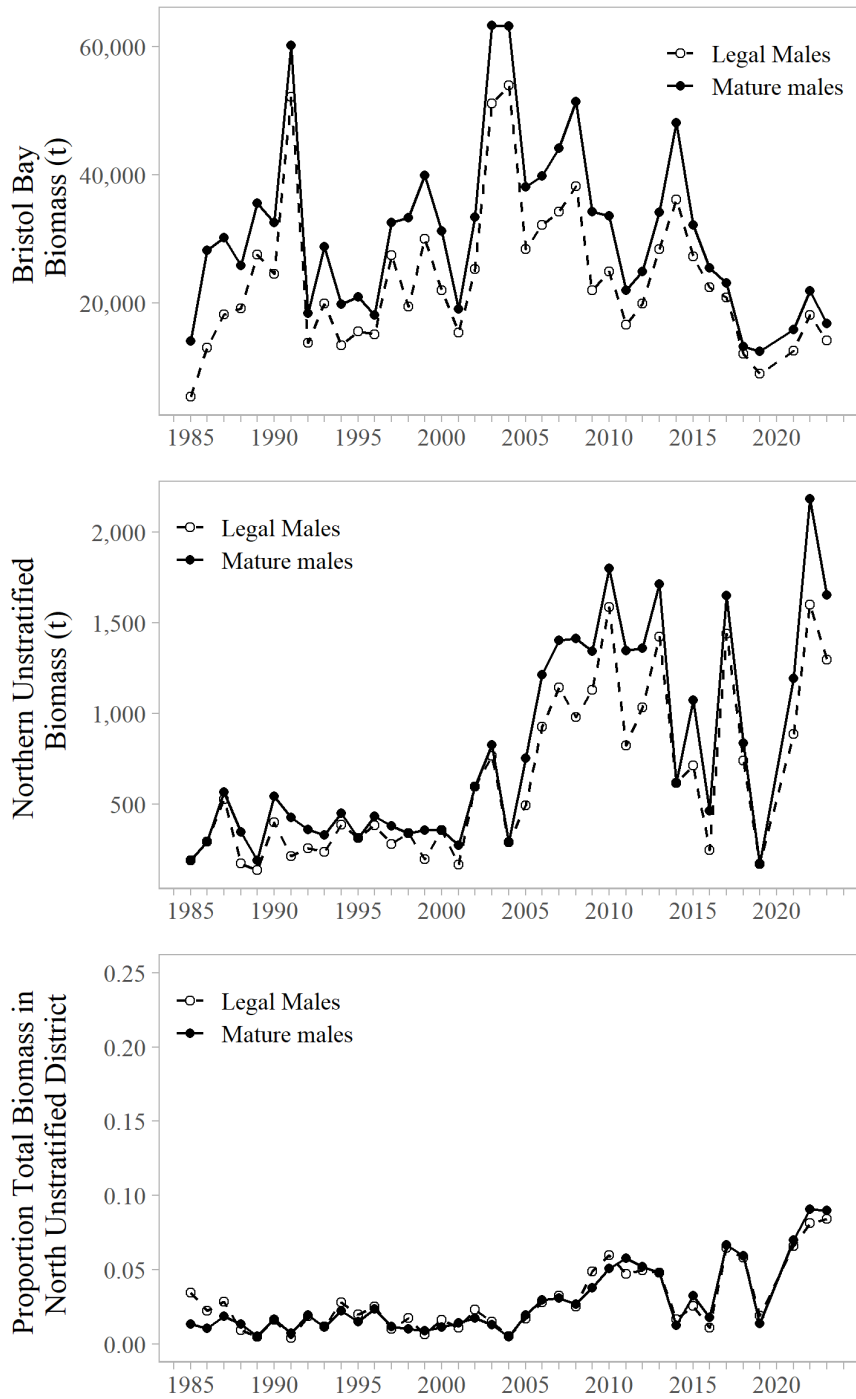 Bristol Bay
Biomass (t)
60,000
40,000
20,000
Legal Males
Mature males
1985 1990 1995 2000 2005 2010 2015 2020
Northern Unstratified
Biomass (t)
2,000
1,500
1,000
500
Legal Males
Mature males
1985 1990 1995 2000 2005 2010 2015 2020
Proportion Total Biomass in
North Unstratified District
0.25
0.20
0.15
0.10
0.05
0.00
Legal Males
Mature males
1985 1990 1995 2000 2005 2010 2015 2020